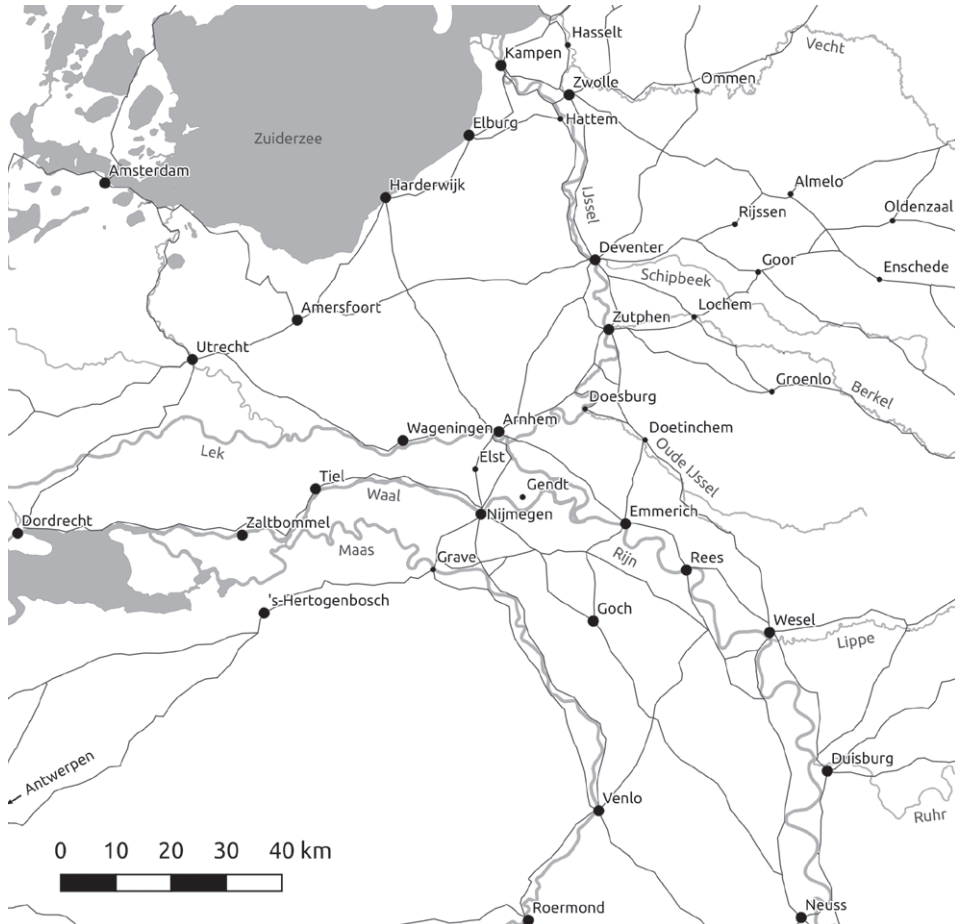 Hasselt
Kampen
Vecht
Ommen
Zwolle
Hattem
Elburg
Zuiderzee
Amsterdam
Harderwijk
Almelo
IJssel
Rijssen
Oldenzaal
Deventer
Goor
Enschede
Schipbeek
Amersfoort
Lochem
Zutphen
Utrecht
Groenlo
Berkel
Doesburg
Arnhem
Wageningen
Doetinchem
Lek
Elst
Oude IJssel
Tiel
Waal
Gendt
Dordrecht
Zaltbommel
Nijmegen
Emmerich
Maas
Grave
Rijn
Rees
's-Hertogenbosch
Goch
Wesel
Lippe
Antwerpen
Duisburg
Venlo
Ruhr
0 10 20 30 40 km
Roermond
Neuss